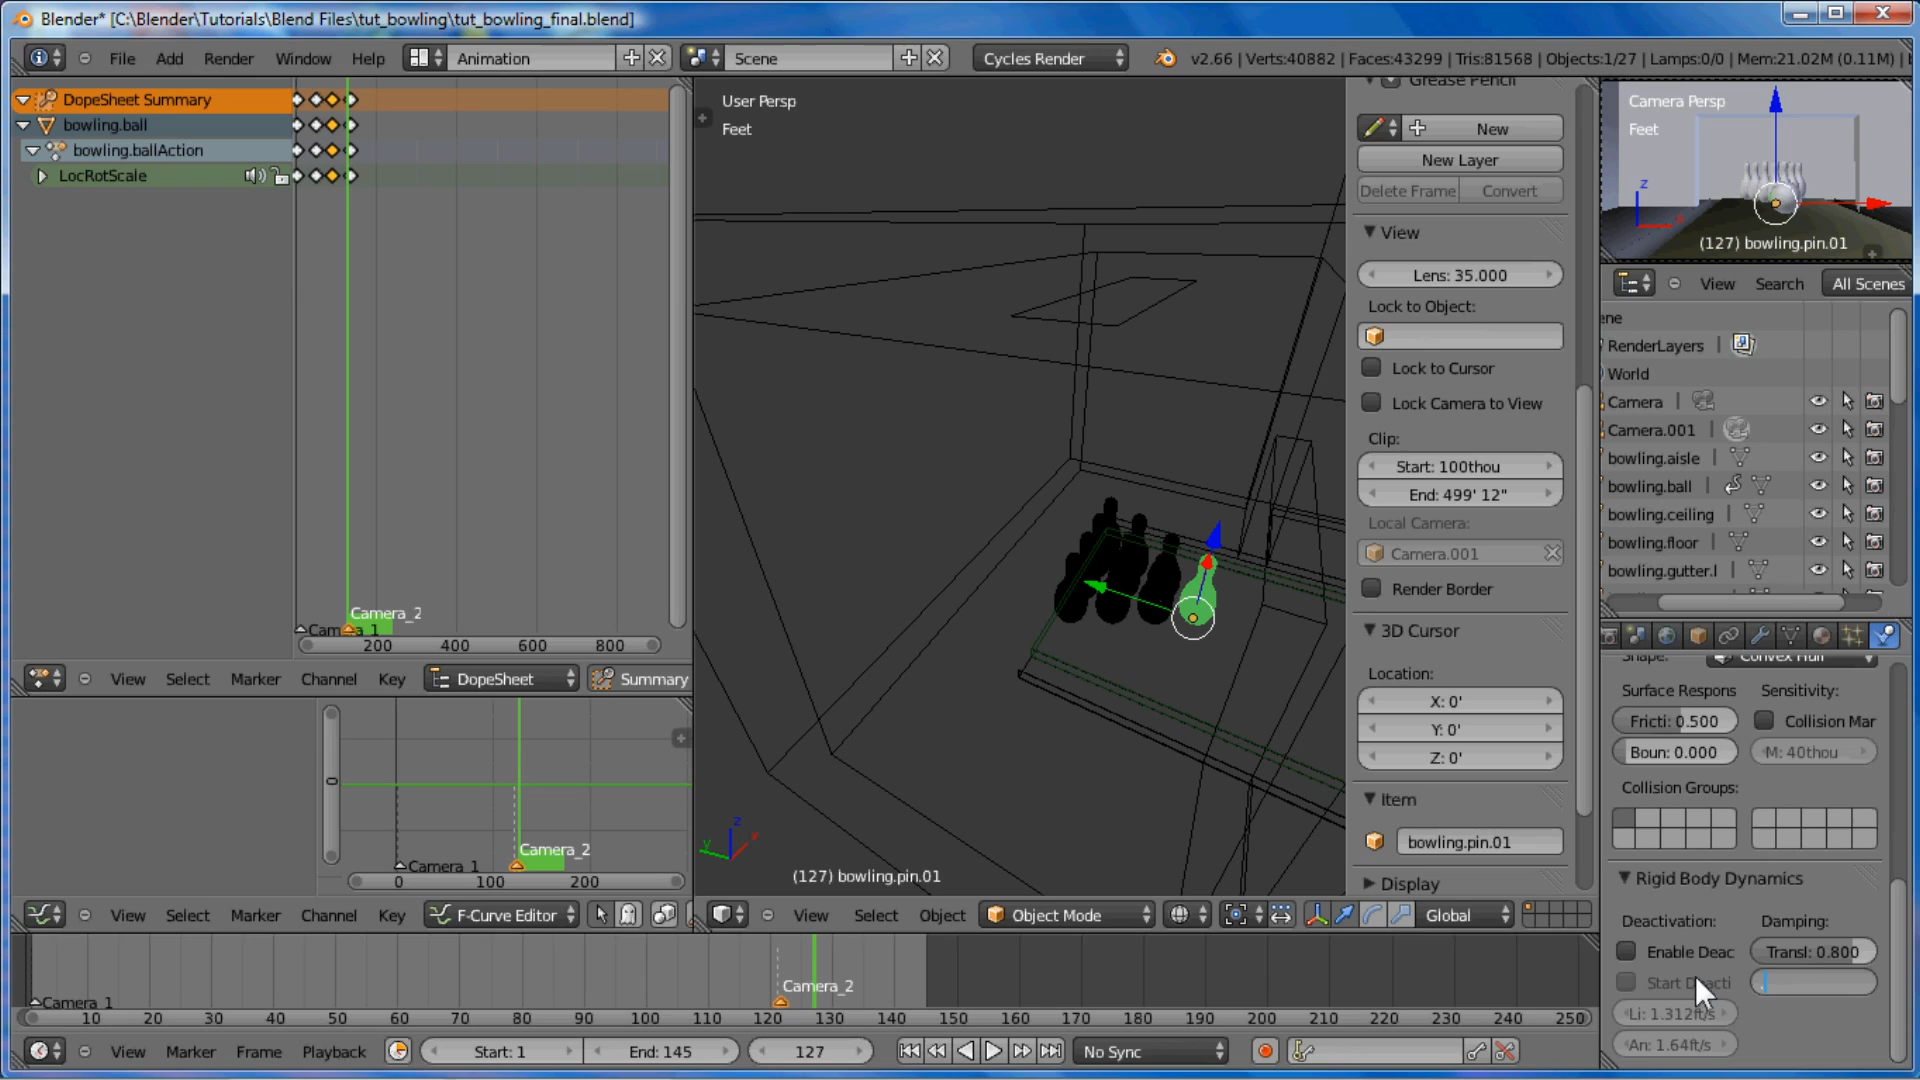 Blender* [C:\Blender\Tutorials\Blend Files\tut_bowling\tut_bowling_final.blend]
File Add Render Window Help Animation Scene Cycles Render v2.66 | Verts:40882 | Faces:43299 | Tris:81568 | Objects:1/27 | Lamps:0/0 | Mem:21.02M (0.11M) |
DopeSheet Summary
bowling.ball
bowling.ballAction
LocRotScale
Camera_2
200 400 600 800
View Select Marker Channel Key DopeSheet Summary
Camera_2
Camera_1
0 100 200
View Select Marker Channel Key F-Curve Editor
User Persp
Feet
(127) bowling.pin.01
View Select Object Object Mode Global
Grease Pencil
New
New Layer
Delete Frame Convert
View
Lens: 35.000
Lock to Object:
Lock to Cursor
Lock Camera to View
Clip:
Start: 100thou
End: 499' 12"
Local Camera:
Camera.001
Render Border
3D Cursor
Location:
X: 0'
Y: 0'
Z: 0'
Item
bowling.pin.01
Display
Camera Persp
Feet
z
(127) bowling.pin.01
View Search All Scenes
ene
RenderLayers
World
Camera
Camera.001
bowling.aisle
bowling.ball
bowling.ceiling
bowling.floor
bowling.gutter.l
Shape: Convex Hull
Surface Respons Sensitivity:
Fricti: 0.500 Collision Mar
Boun: 0.000 M: 40thou
Collision Groups:
Rigid Body Dynamics
Deactivation: Damping:
Enable Deac Transl: 0.800
Li: 1.312ft/s
An: 1.64ft/s
Camera_2
Camera_1
10 20 30 40 50 60 70 80 90 100 110 120 130 140 150 160 170 180 190 200 210 220 230 240 250
View Marker Frame Playback Start: 1 End: 145 127 No Sync